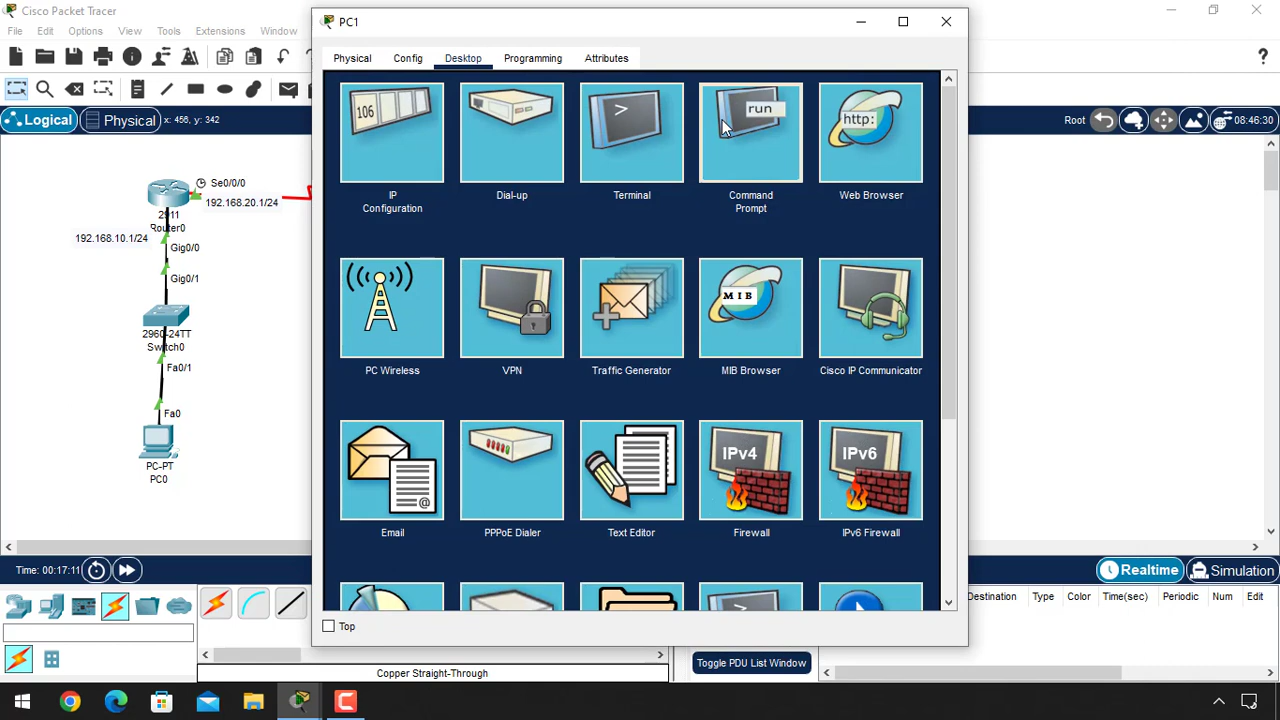 Cisco Packet Tracer
File Edit Options View Tools Extensions Window
Logical Physical x: 456, y: 342
Root 08:46:30
Se0/0/0
192.168.20.1/24
2911
Router0
192.168.10.1/24
Gig0/0
Gig0/1
2960-24TT
Switch0
Fa0/1
Fa0
PC-PT
PC0
PC1
Physical Config Desktop Programming Attributes
106
>
run
http:
IP
Configuration
Dial-up
Terminal
Command
Prompt
Web Browser
MIB
PC Wireless
VPN
Traffic Generator
MIB Browser
Cisco IP Communicator
@
IPv4
IPv6
Email
PPPoE Dialer
Text Editor
Firewall
IPv6 Firewall
>
Top
Time: 00:17:11
Realtime Simulation
Destination Type Color Time(sec) Periodic Num Edit
Copper Straight-Through
Toggle PDU List Window